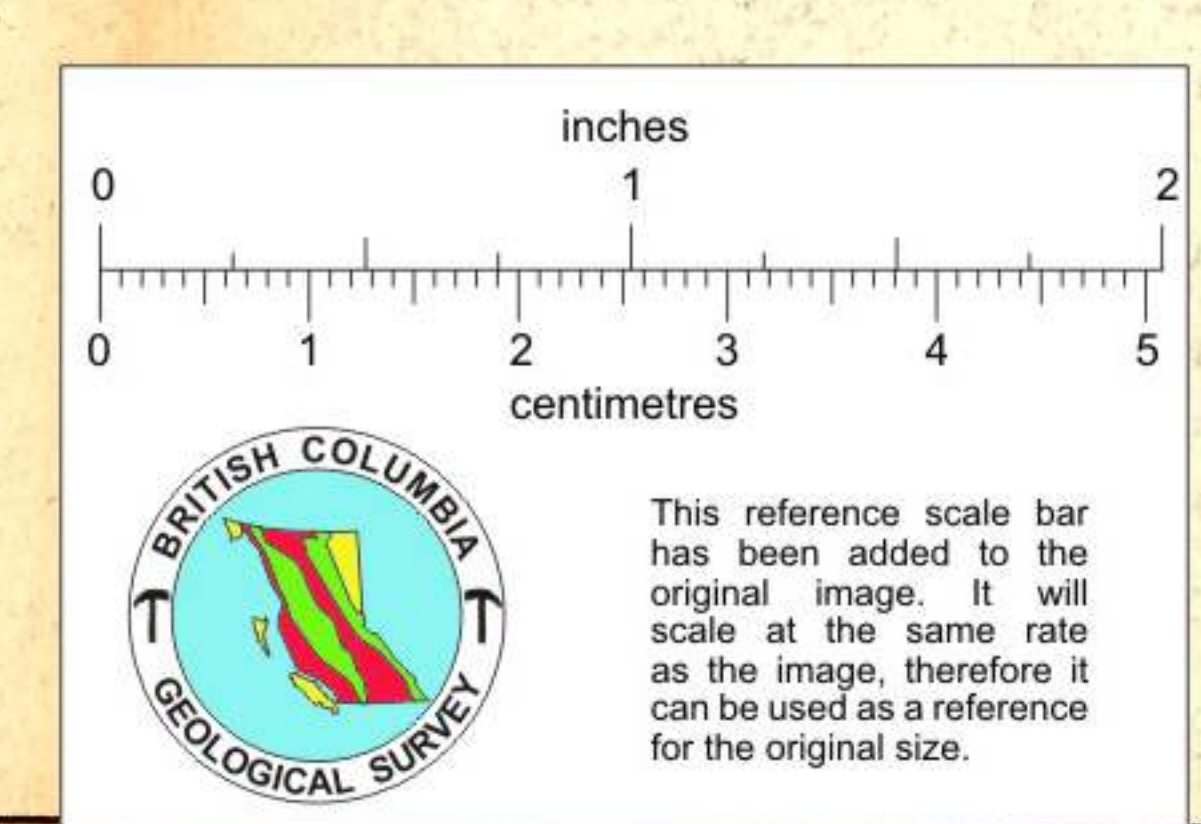 inches
0 1 2
0 1 2 3 4 5
centimetres
BRITISH COLUMBIA
GEOLOGICAL SURVEY
This reference scale bar
has been added to the
original image. It will
scale at the same rate
as the image, therefore it
can be used as a reference
for the original size.